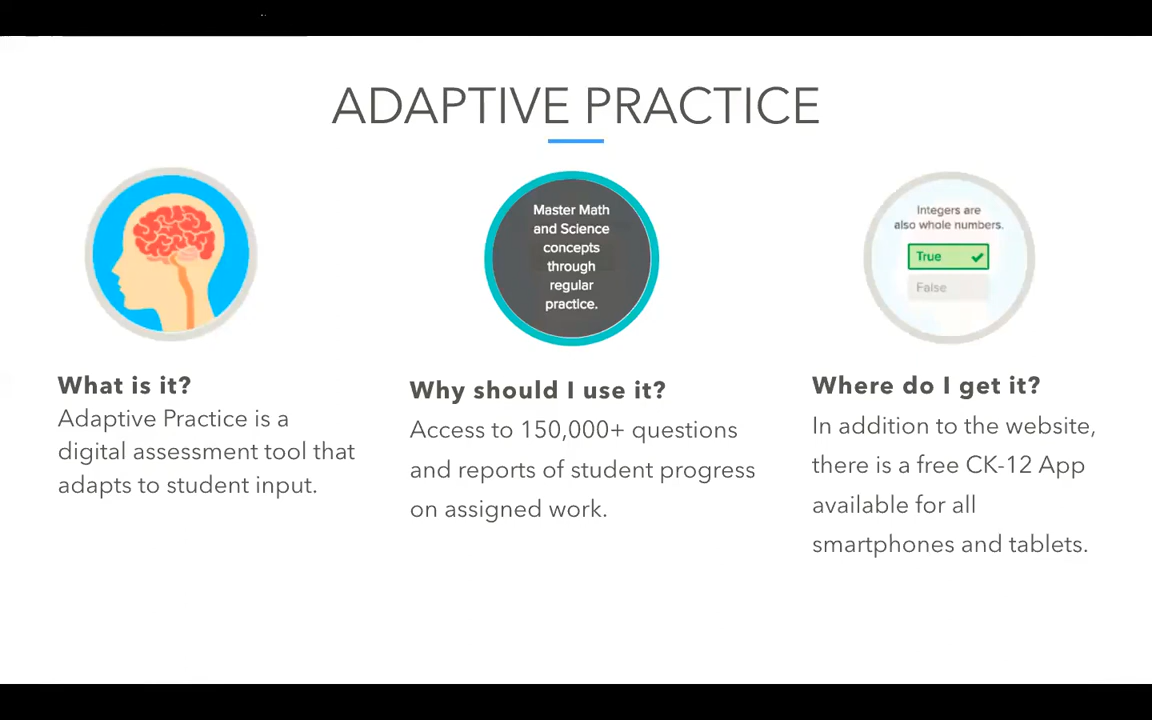 ADAPTIVE PRACTICE
Master Math
and Science
concepts
through
regular
practice.
Integers are
also whole numbers.
True
False
What is it?
Adaptive Practice is a
digital assessment tool that
adapts to student input.
Why should I use it?
Access to 150,000+ questions
and reports of student progress
on assigned work.
Where do I get it?
In addition to the website,
there is a free CK-12 App
available for all
smartphones and tablets.